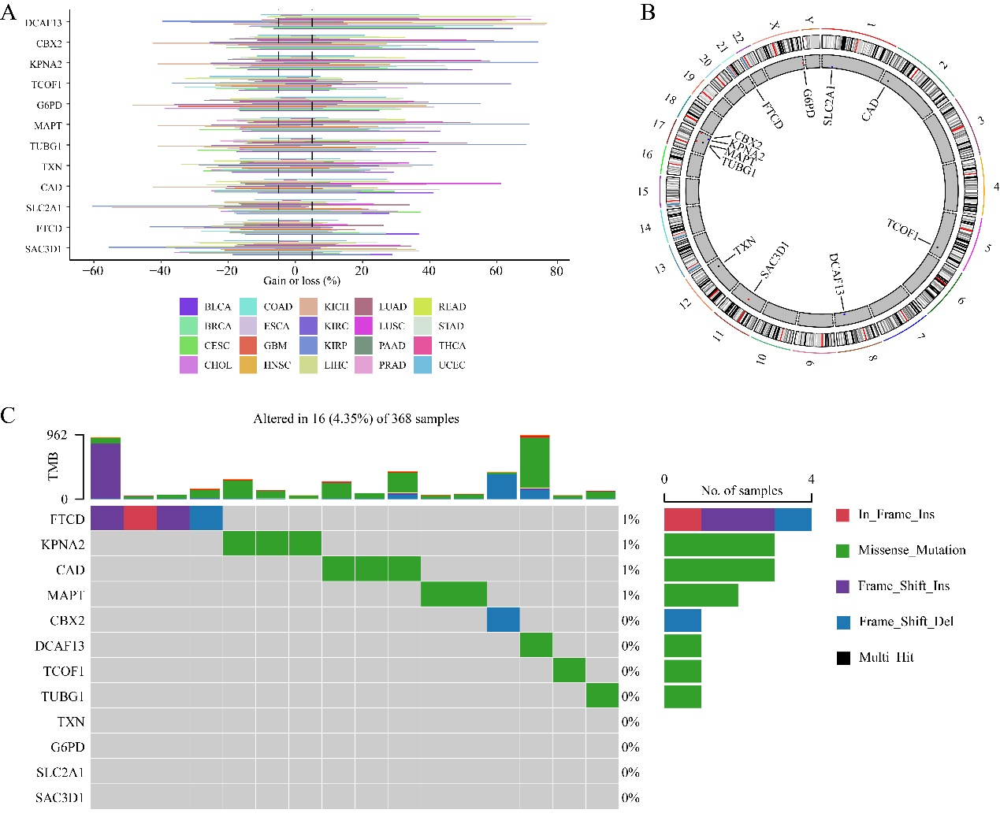 A
DCAF13
CBX2
KPNA2
TCOF1
G6PD
MAPT
TUBG1
TXN
CAD
SLC2A1
FTCD
SAC3D1
−60 −40 −20 0 20 40 60 80
Gain or loss (%)
BLCA COAD KICH LUAD READ
BRCA ESCA KIRC LUSC STAD
CESC GBM KIRP PAAD THCA
CHOL HNSC LIHC PRAD UCEC
B
1
2
3
4
5
6
7
8
9
10
11
12
13
14
15
16
17
18
19
20
21
22
X
Y
G6PD
SLC2A1
CAD
FTCD
CBX2
KPNA2
MAPT
TUBG1
TCOF1
TXN
SAC3D1
DCAF13
C
Altered in 16 (4.35%) of 368 samples
962
TMB
0
0 4
No. of samples
FTCD 1%
KPNA2 1%
CAD 1%
MAPT 1%
CBX2 0%
DCAF13 0%
TCOF1 0%
TUBG1 0%
TXN 0%
G6PD 0%
SLC2A1 0%
SAC3D1 0%
In_Frame_Ins
Missense_Mutation
Frame_Shift_Ins
Frame_Shift_Del
Multi_Hit